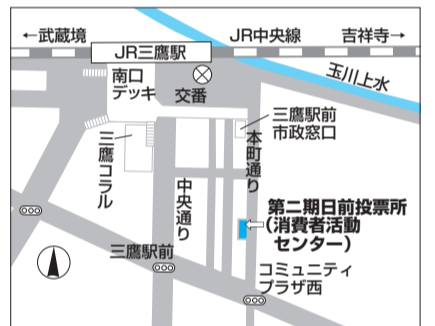 ←武蔵境
JR三鷹駅
JR中央線
吉祥寺→
玉川上水
南口
デッキ
交番
三鷹駅前
市政窓口
三鷹コラル
中央通り
本町通り
第二期日前投票所
(消費者活動
センター)
三鷹駅前
コミュニティ
プラザ西